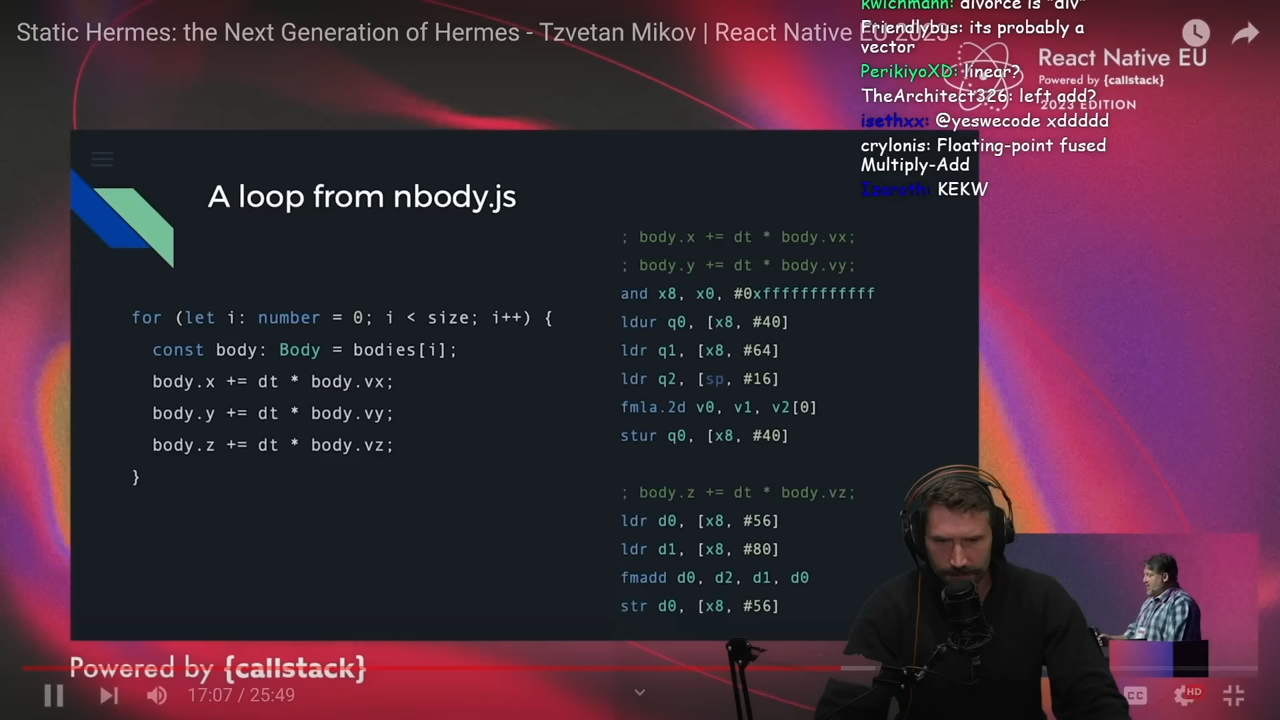 Static Hermes: the Next Generation of Hermes - Tzvetan Mikov | React Native EU 2023
kwichmann: divorce is "div"
Friendlybus: its probably a
vector
PerikiyoXD: linear?
TheArchitect326: left add?
isethxx: @yeswecode xddddd
crylonis: Floating-point fused
Multiply-Add
KEKW
React Native EU
Powered by {callstack}
2023 EDITION
A loop from nbody.js
for (let i: number = 0; i < size; i++) {
const body: Body = bodies[i];
body.x += dt * body.vx;
body.y += dt * body.vy;
body.z += dt * body.vz;
}
; body.x += dt * body.vx;
; body.y += dt * body.vy;
and x8, x0, #0xffffffffffff
ldur q0, [x8, #40]
ldr q1, [x8, #64]
ldr q2, [sp, #16]
fmla.2d v0, v1, v2[0]
stur q0, [x8, #40]
; body.z += dt * body.vz;
ldr d0, [x8, #56]
ldr d1, [x8, #80]
fmadd d0, d2, d1, d0
str d0, [x8, #56]
Powered by {callstack}
17:07 / 25:49
CC
HD